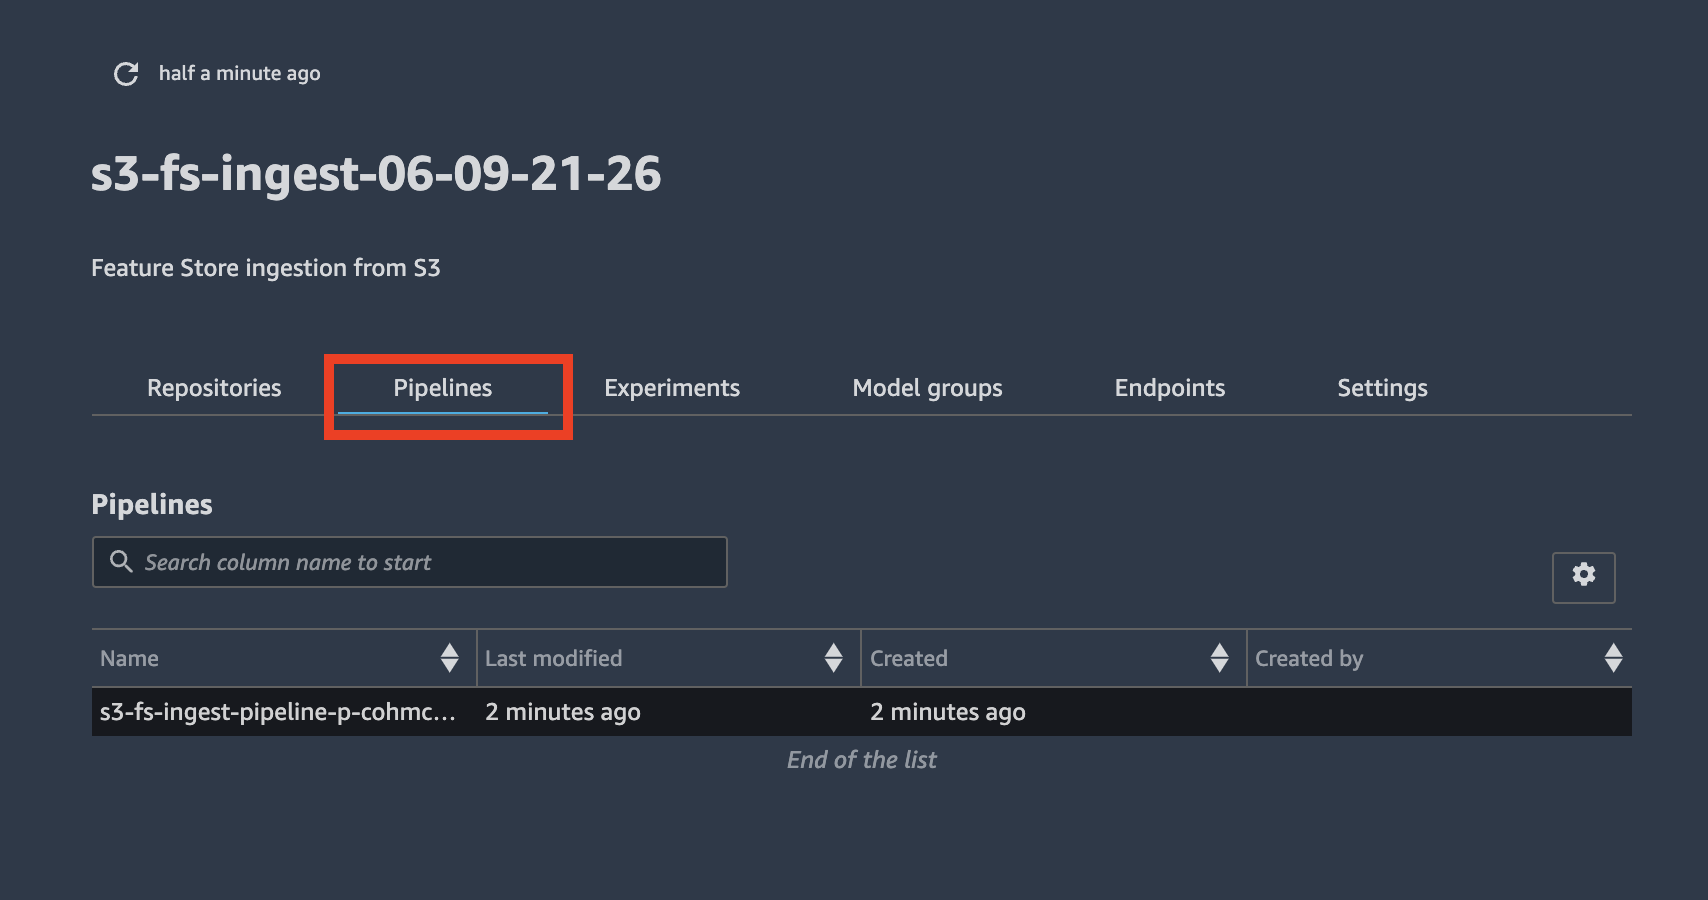 half a minute ago
s3-fs-ingest-06-09-21-26
Feature Store ingestion from S3
Repositories Pipelines Experiments Model groups Endpoints Settings
Pipelines
Search column name to start
Name Last modified Created Created by
s3-fs-ingest-pipeline-p-cohmc... 2 minutes ago 2 minutes ago
End of the list